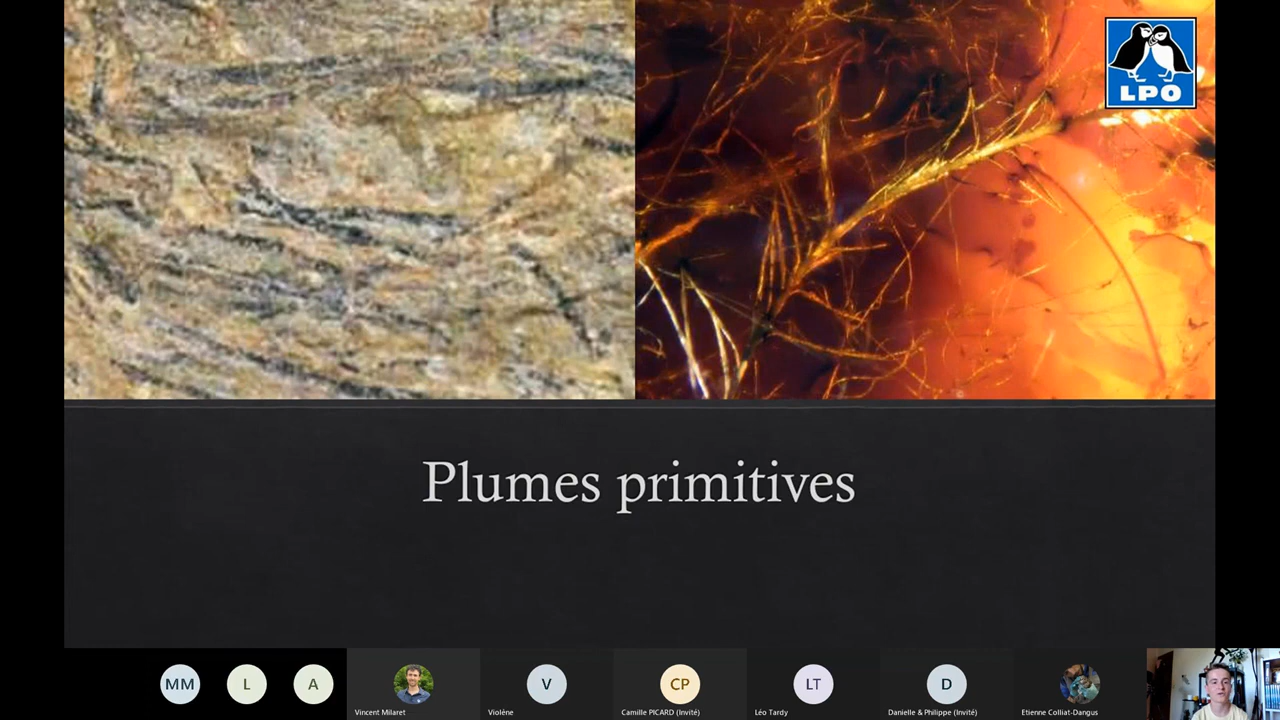 LPO
Plumes primitives
MM
L
A
V
CP
LT
D
Vincent Milaret
Violène
Camille PICARD (Invité)
Léo Tardy
Danielle & Philippe (Invité)
Etienne Colliat-Dangus